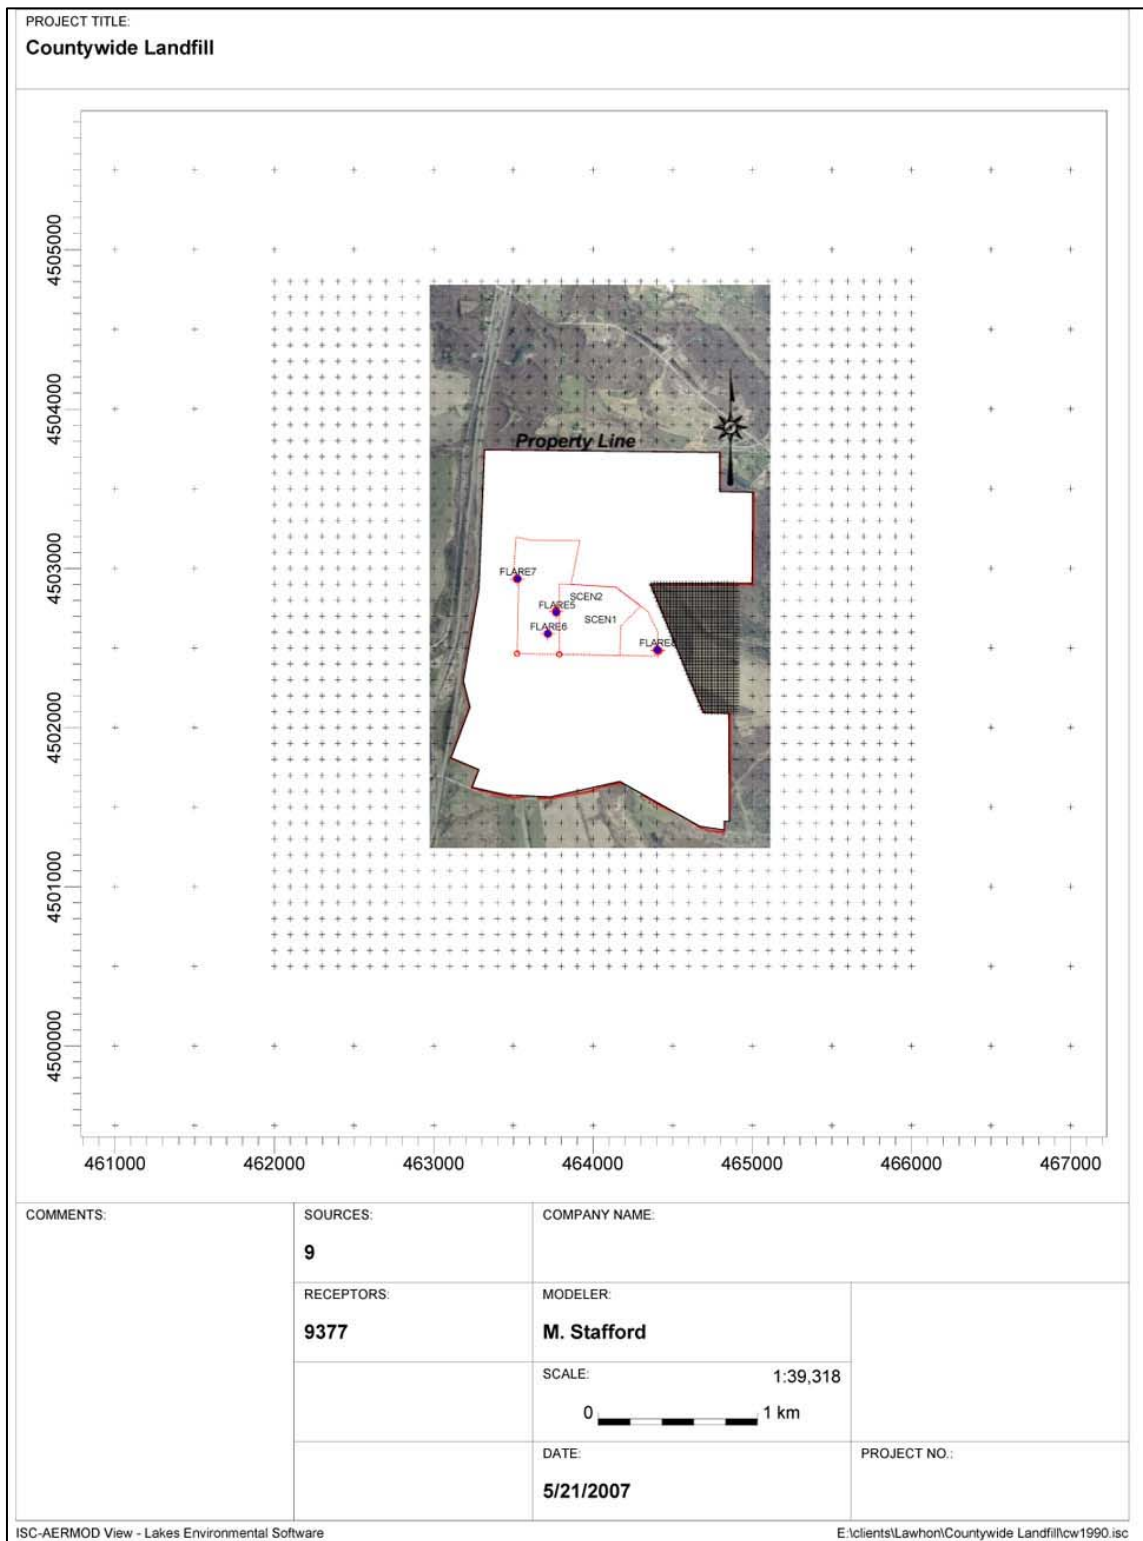 PROJECT TITLE:
Countywide Landfill
4505000
4504000
4503000
4502000
4501000
4500000
Property Line
FLARE7
SCEN2
FLARE5
SCEN1
FLARE6
461000 462000 463000 464000 465000 466000 467000
COMMENTS:
SOURCES:
9
COMPANY NAME:
RECEPTORS:
9377
MODELER:
M. Stafford
SCALE:
1:39,318
0 1 km
DATE:
5/21/2007
PROJECT NO.:
ISC-AERMOD View - Lakes Environmental Software
E:\clients\Lawhon\Countywide Landfill\cw1990.isc